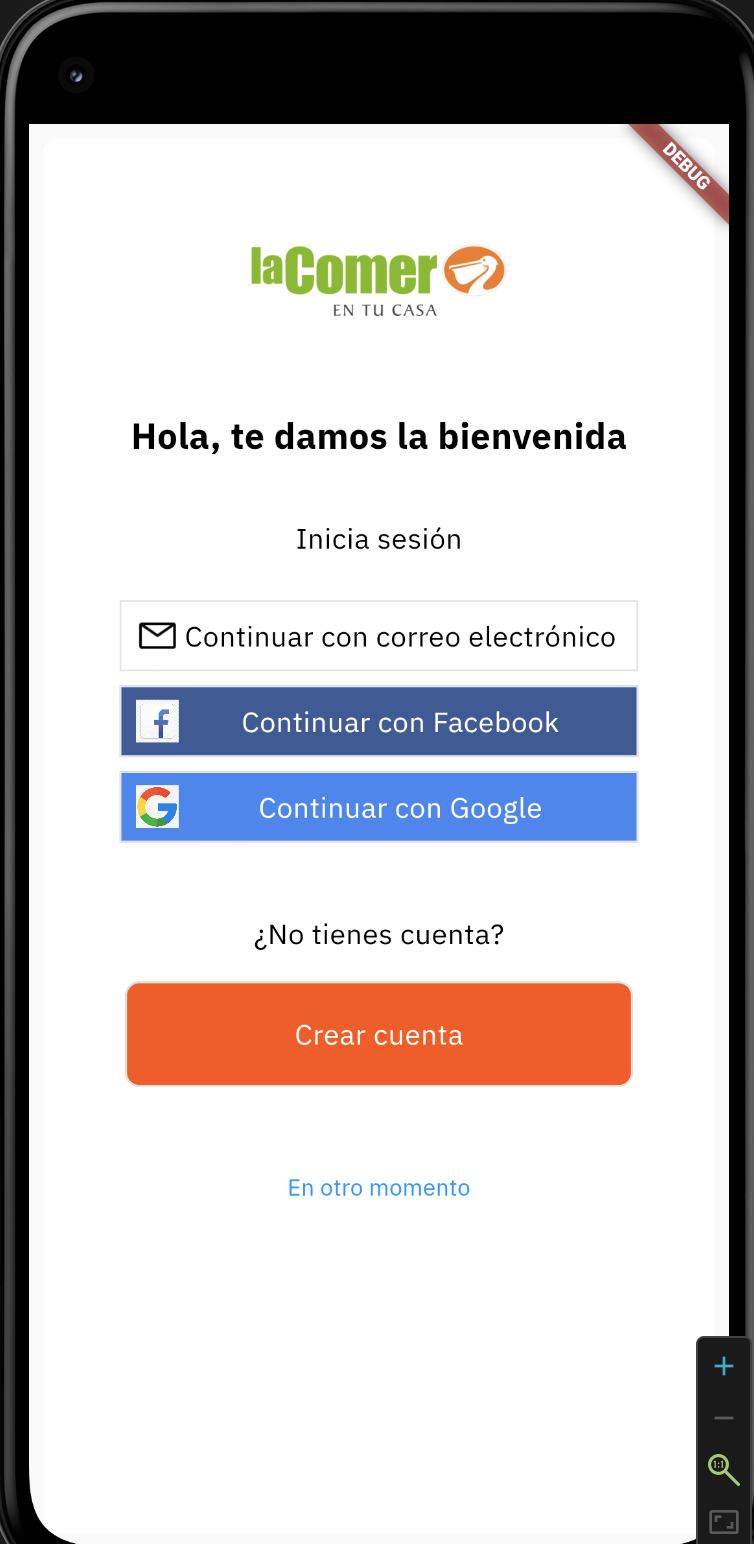 DEBUG
laComer
EN TU CASA
Hola, te damos la bienvenida
Inicia sesión
Continuar con correo electrónico
Continuar con Facebook
Continuar con Google
¿No tienes cuenta?
Crear cuenta
En otro momento
1:1